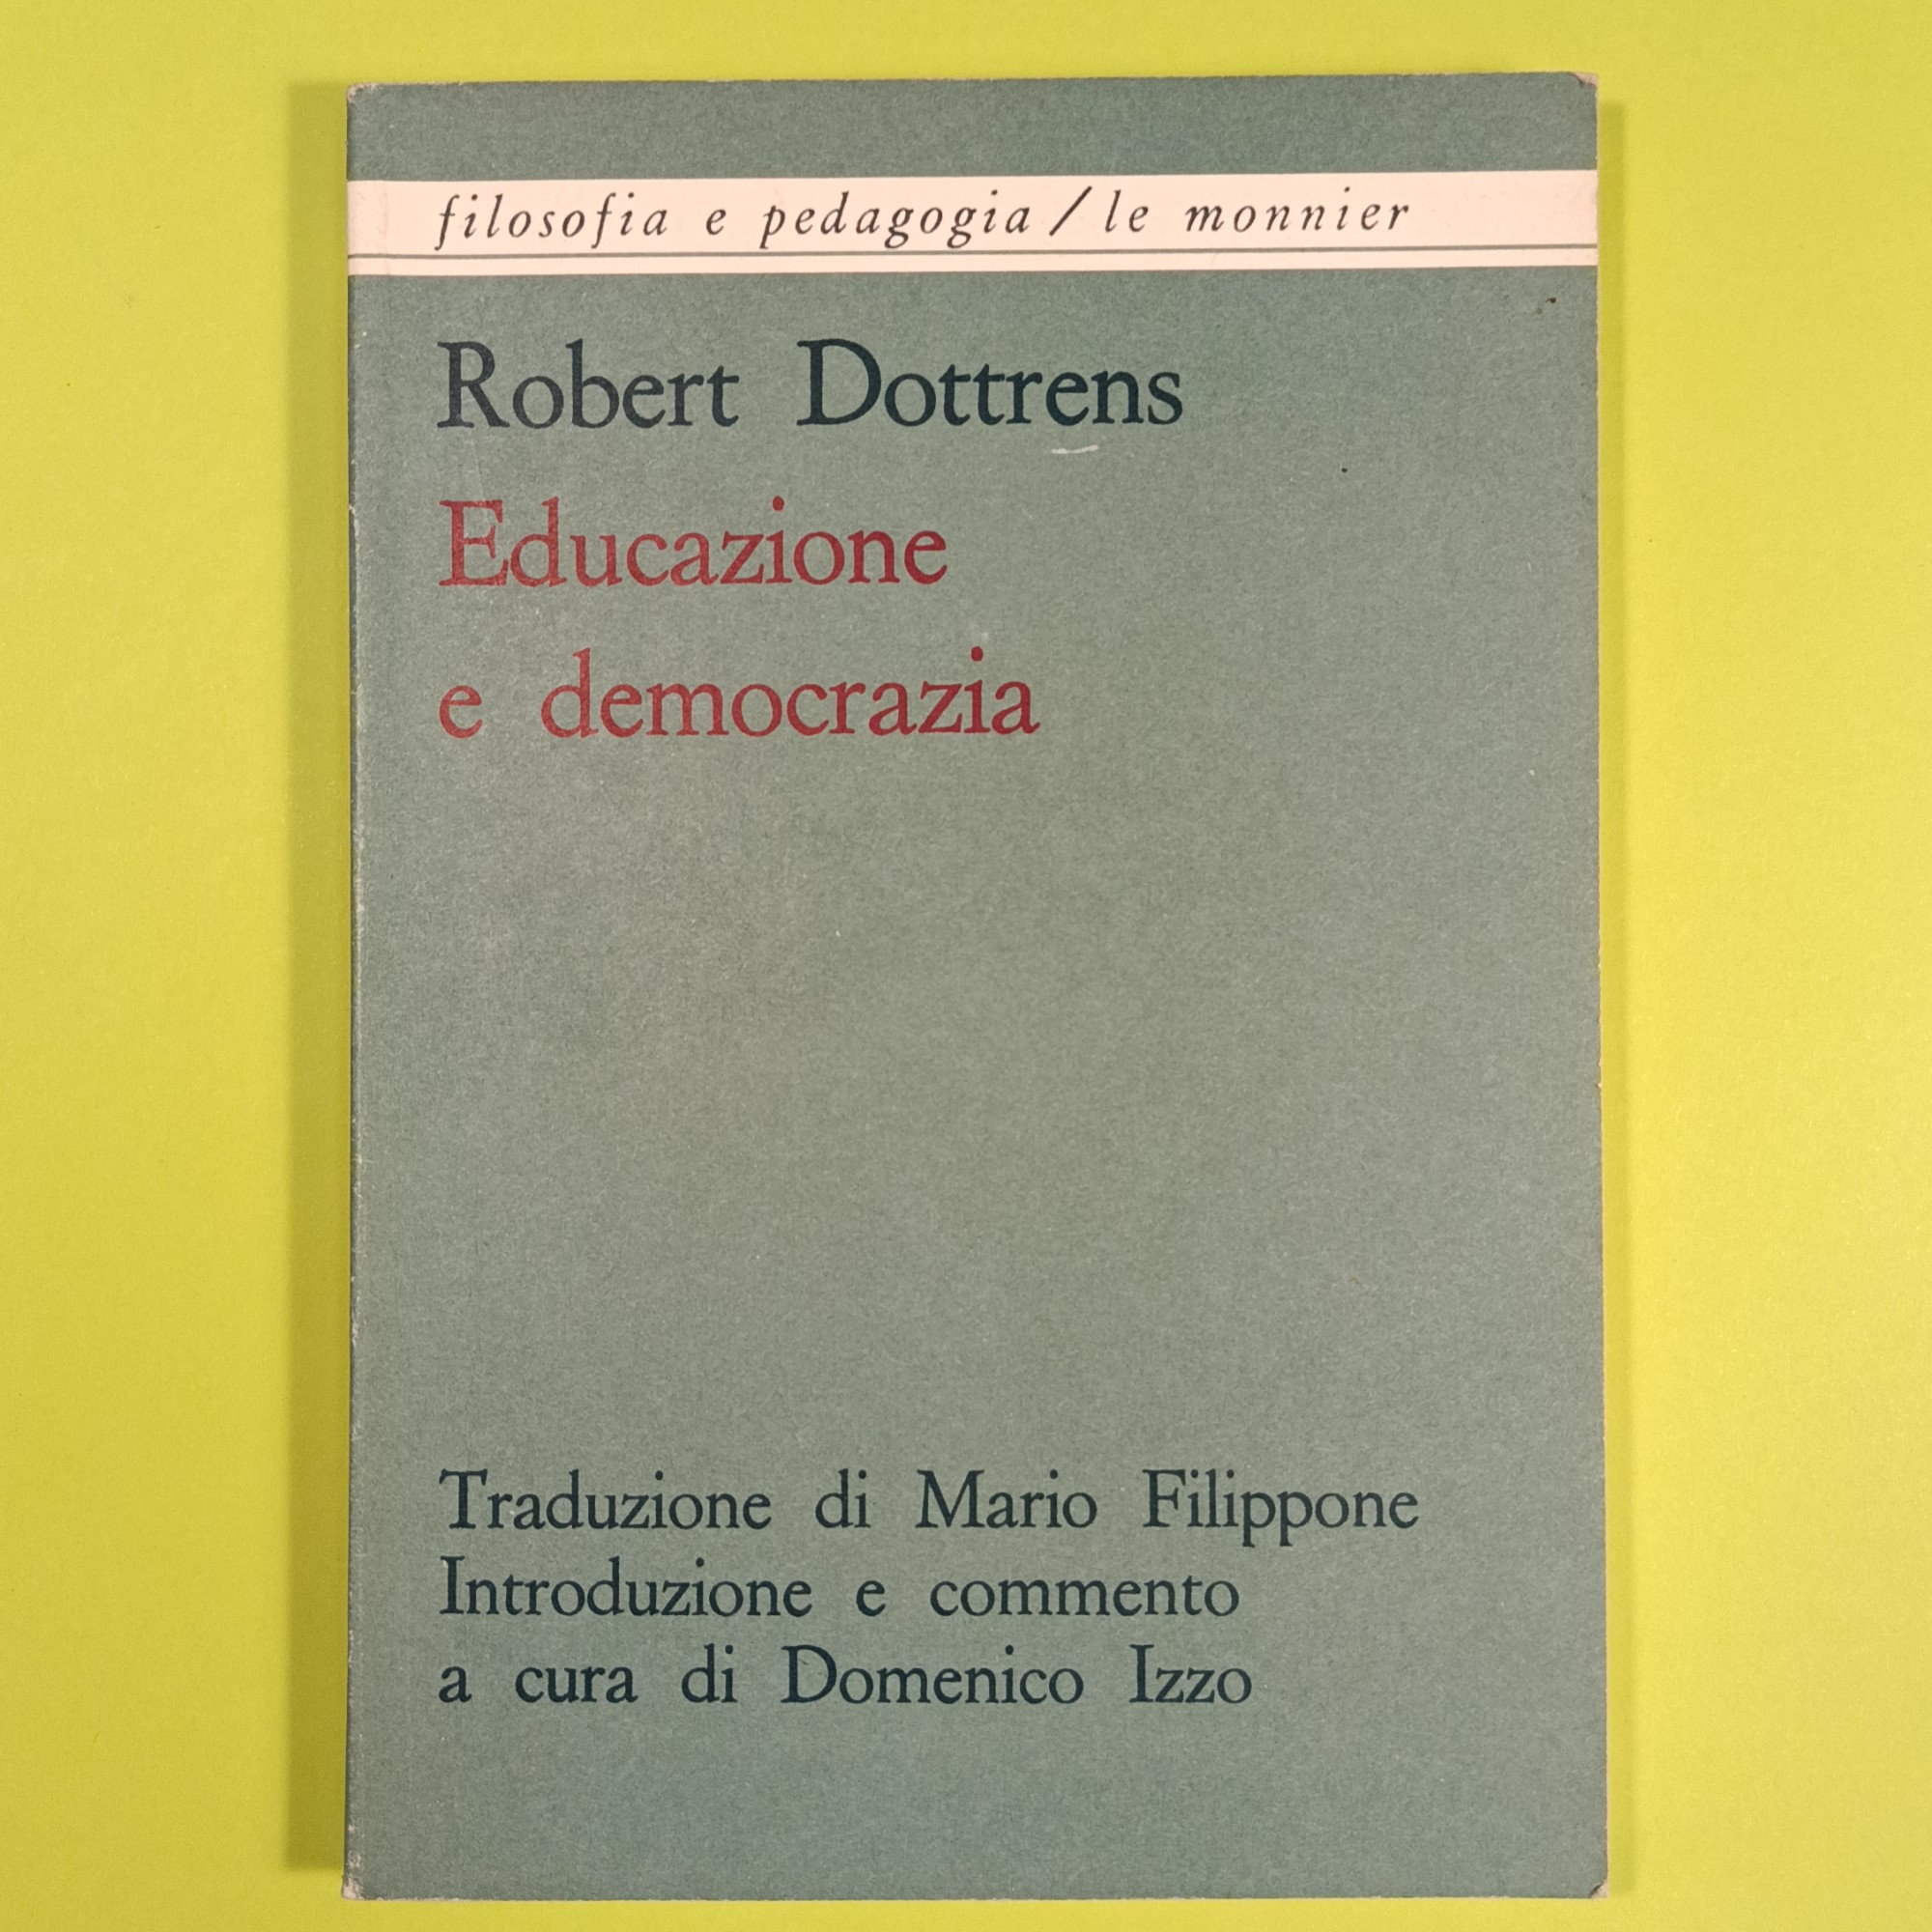 filosofia e pedagogia / le monnier
Robert Dottrens
Educazione
e democrazia
Traduzione di Mario Filippone
Introduzione e commento
a cura di Domenico Izzo